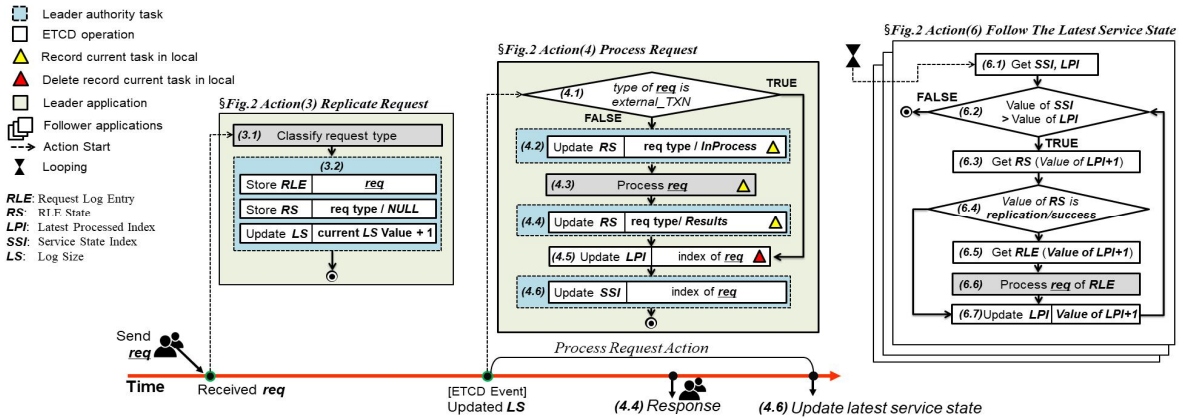 Leader authority task
ETCD operation
Record current task in local
Delete record current task in local
Leader application
Follower applications
Action Start
Looping
RLE: Request Log Entry
RS: RLE State
LPI: Latest Processed Index
SSI: Service State Index
LS: Log Size
§Fig.2 Action(3) Replicate Request
(3.1) Classify request type
(3.2)
Store RLE req
Store RS req type / NULL
Update LS current LS Value + 1
§Fig.2 Action(4) Process Request
(4.1) type of req is
external_TXN
TRUE
FALSE
(4.2) Update RS req type / InProcess
(4.3) Process req
(4.4) Update RS req type/ Results
(4.5) Update LPI index of req
(4.6) Update SSI index of req
§Fig.2 Action(6) Follow The Latest Service State
(6.1) Get SSI, LPI
FALSE
(6.2) Value of SSI
> Value of LPI
TRUE
(6.3) Get RS (Value of LPI+1)
(6.4) Value of RS is
replication/success
(6.5) Get RLE (Value of LPI+1)
(6.6) Process req of RLE
(6.7) Update LPI Value of LPI+1
Send
req
Time
Received req
[ETCD Event]
Updated LS
Process Request Action
(4.4) Response
(4.6) Update latest service state